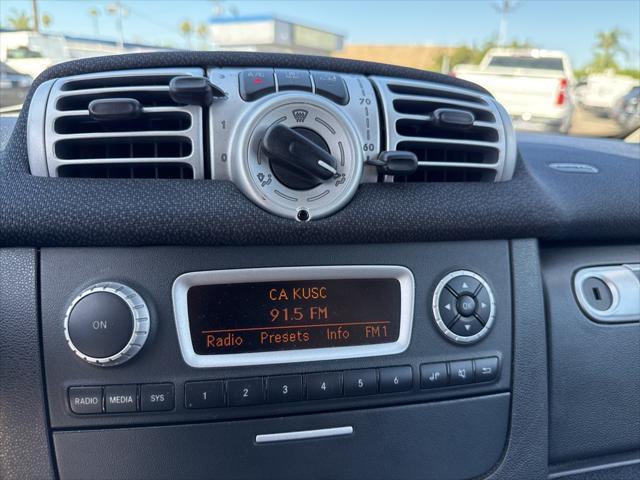 A/C
70
1
0
60
CA KUSC
91.5 FM
Radio Presets Info FM1
ON
OK
RADIO MEDIA SYS
1 2 3 4 5 6